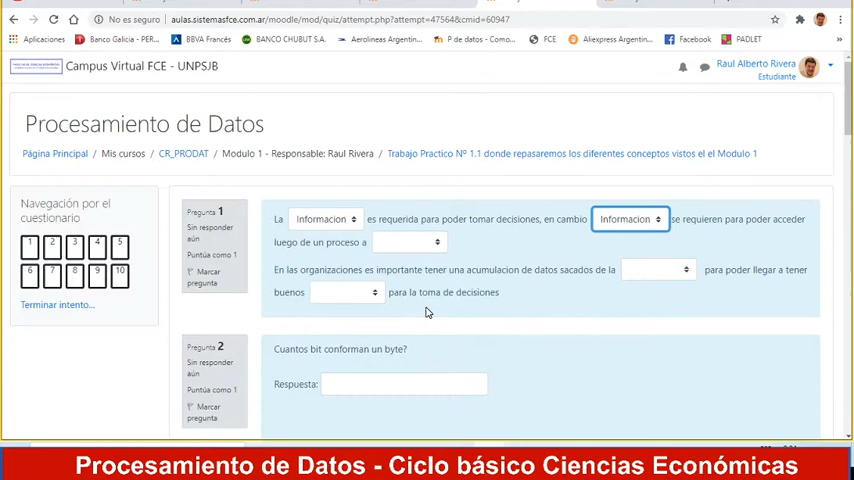 No es seguro | aulas.sistemasfce.com.ar/moodle/mod/quiz/attempt.php?attempt=47564&cmid=60947
Aplicaciones Banco Galicia - PER... BBVA Francés BANCO CHUBUT S.A. Aerolineas Argentin... P de datos - Como... FCE Aliexpress Argentin... Facebook PADLET »
Campus Virtual FCE - UNPSJB
Raul Alberto Rivera
Estudiante
Procesamiento de Datos
Página Principal / Mis cursos / CR_PRODAT / Modulo 1 - Responsable: Raul Rivera / Trabajo Practico Nº 1.1 donde repasaremos los diferentes conceptos vistos el el Modulo 1
Navegación por el
cuestionario
1 2 3 4 5
6 7 8 9 10
Terminar intento...
Pregunta 1
Sin responder
aún
Puntúa como 1
Marcar
pregunta
La Informacion es requerida para poder tomar decisiones, en cambio Informacion se requieren para poder acceder
luego de un proceso a
En las organizaciones es importante tener una acumulacion de datos sacados de la para poder llegar a tener
buenos para la toma de decisiones
Pregunta 2
Sin responder
aún
Puntúa como 1
Marcar
pregunta
Cuantos bit conforman un byte?
Respuesta:
Procesamiento de Datos - Ciclo básico Ciencias Económicas